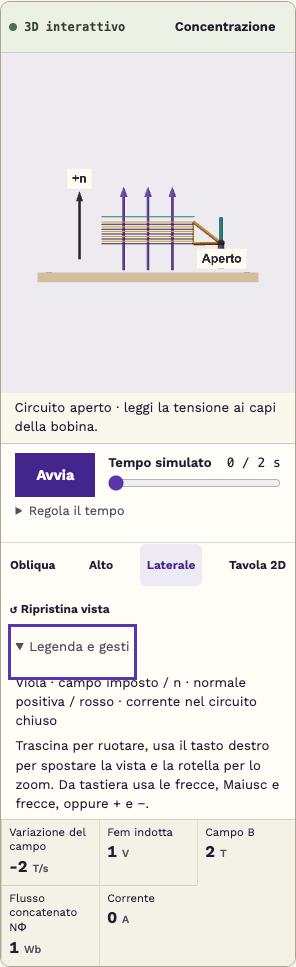 3D interattivo Concentrazione
+n
Aperto
Circuito aperto · leggi la tensione ai capi
della bobina.
Avvia
Tempo simulato 0 / 2 s
▶ Regola il tempo
Obliqua Alto Laterale Tavola 2D
↺ Ripristina vista
▼ Legenda e gesti
Viola · campo imposto / n · normale
positiva / rosso · corrente nel circuito
chiuso
Trascina per ruotare, usa il tasto destro
per spostare la vista e la rotella per lo
zoom. Da tastiera usa le frecce, Maiusc e
frecce, oppure + e −.
Variazione del
campo
-2 T/s
Fem indotta
1 V
Campo B
2 T
Flusso
concatenato
NΦ
1 Wb
Corrente
0 A